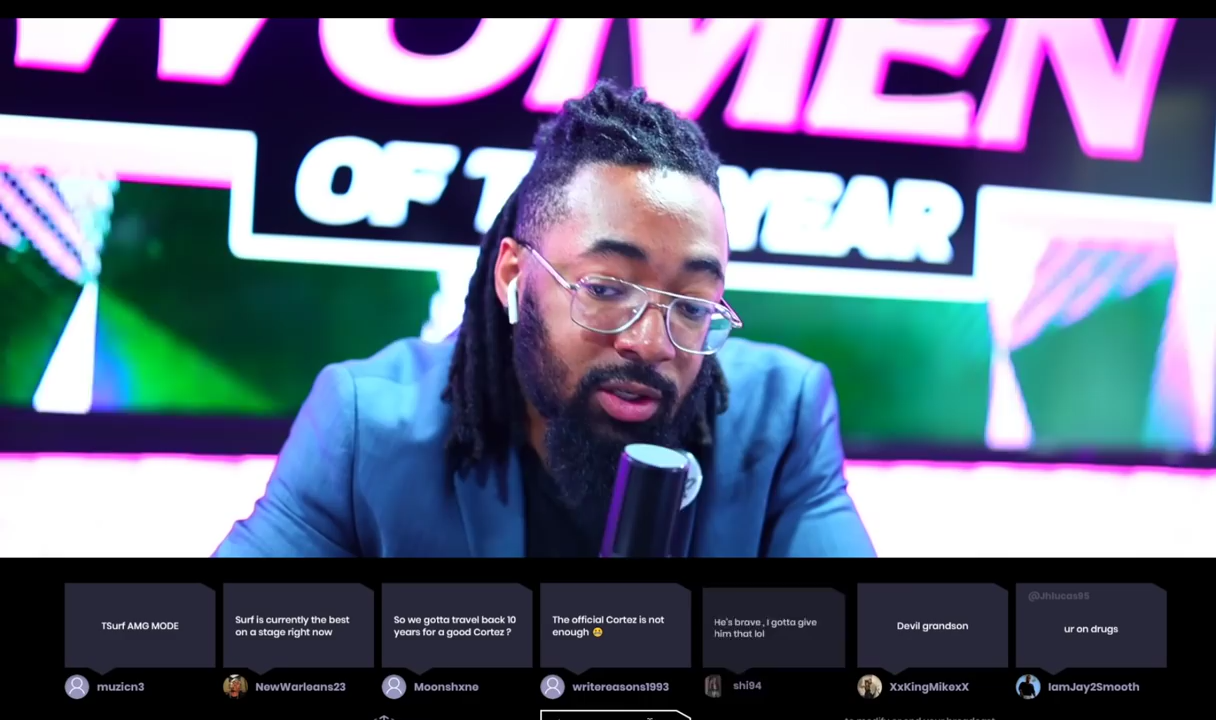 WOMEN
OF THE YEAR
TSurf AMG MODE
muzicn3
Surf is currently the best
on a stage right now
NewWarleans23
So we gotta travel back 10
years for a good Cortez ?
Moonshxne
The official Cortez is not
enough 😆
writereasons1993
He's brave , I gotta give
him that lol
shi94
Devil grandson
XxKingMikexX
@Jhlucas85
ur on drugs
IamJay2Smooth